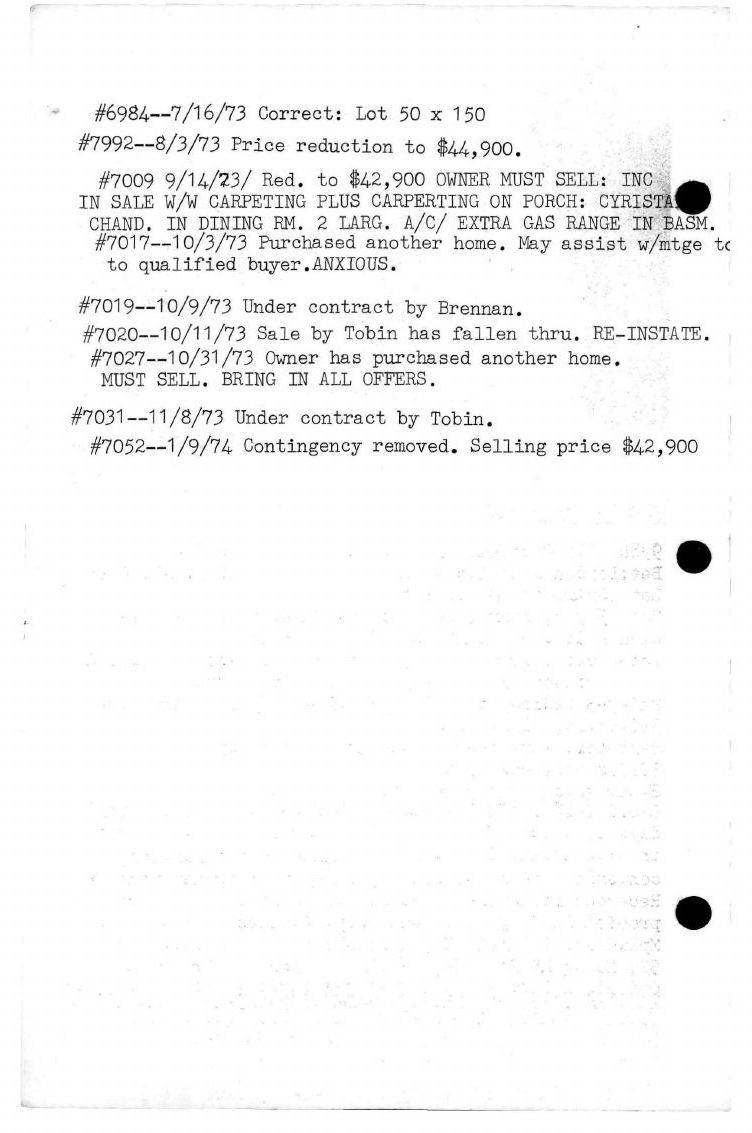 #6984--7/16/73 Correct: Lot 50 x 150
#7992--8/3/73 Price reduction to $44,900.
#7009 9/14/73/ Red. to $42,900 OWNER MUST SELL: INC
IN SALE W/W CARPETING PLUS CARPERTING ON PORCH: CYRISTA
CHAND. IN DINING RM. 2 LARG. A/C/ EXTRA GAS RANGE IN BASM.
#7017--10/3/73 Purchased another home. May assist w/mtge to
to qualified buyer.ANXIOUS.
#7019--10/9/73 Under contract by Brennan.
#7020--10/11/73 Sale by Tobin has fallen thru. RE-INSTATE.
#7027--10/31/73 Owner has purchased another home.
MUST SELL. BRING IN ALL OFFERS.
#7031--11/8/73 Under contract by Tobin.
#7052--1/9/74 Contingency removed. Selling price $42,900